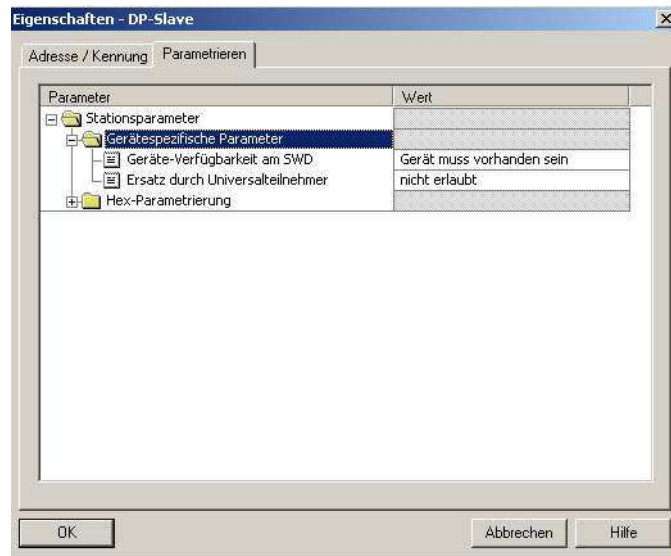 Eigenschaften - DP-Slave
Adresse / Kennung Parametrieren
Parameter Wert
Stationsparameter
Gerätespezifische Parameter
Geräte-Verfügbarkeit am SWD Gerät muss vorhanden sein
Ersatz durch Universalteilnehmer nicht erlaubt
Hex-Parametrierung
OK Abbrechen Hilfe